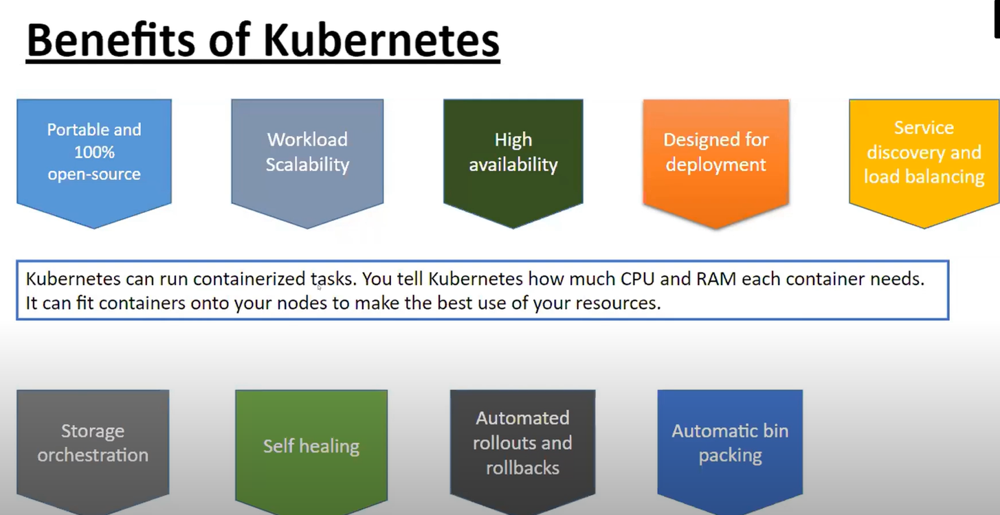 Benefits of Kubernetes
Portable and
100%
open-source
Workload
Scalability
High
availability
Designed for
deployment
Service
discovery and
load balancing
Kubernetes can run containerized tasks. You tell Kubernetes how much CPU and RAM each container needs.
It can fit containers onto your nodes to make the best use of your resources.
Storage
orchestration
Self healing
Automated
rollouts and
rollbacks
Automatic bin
packing